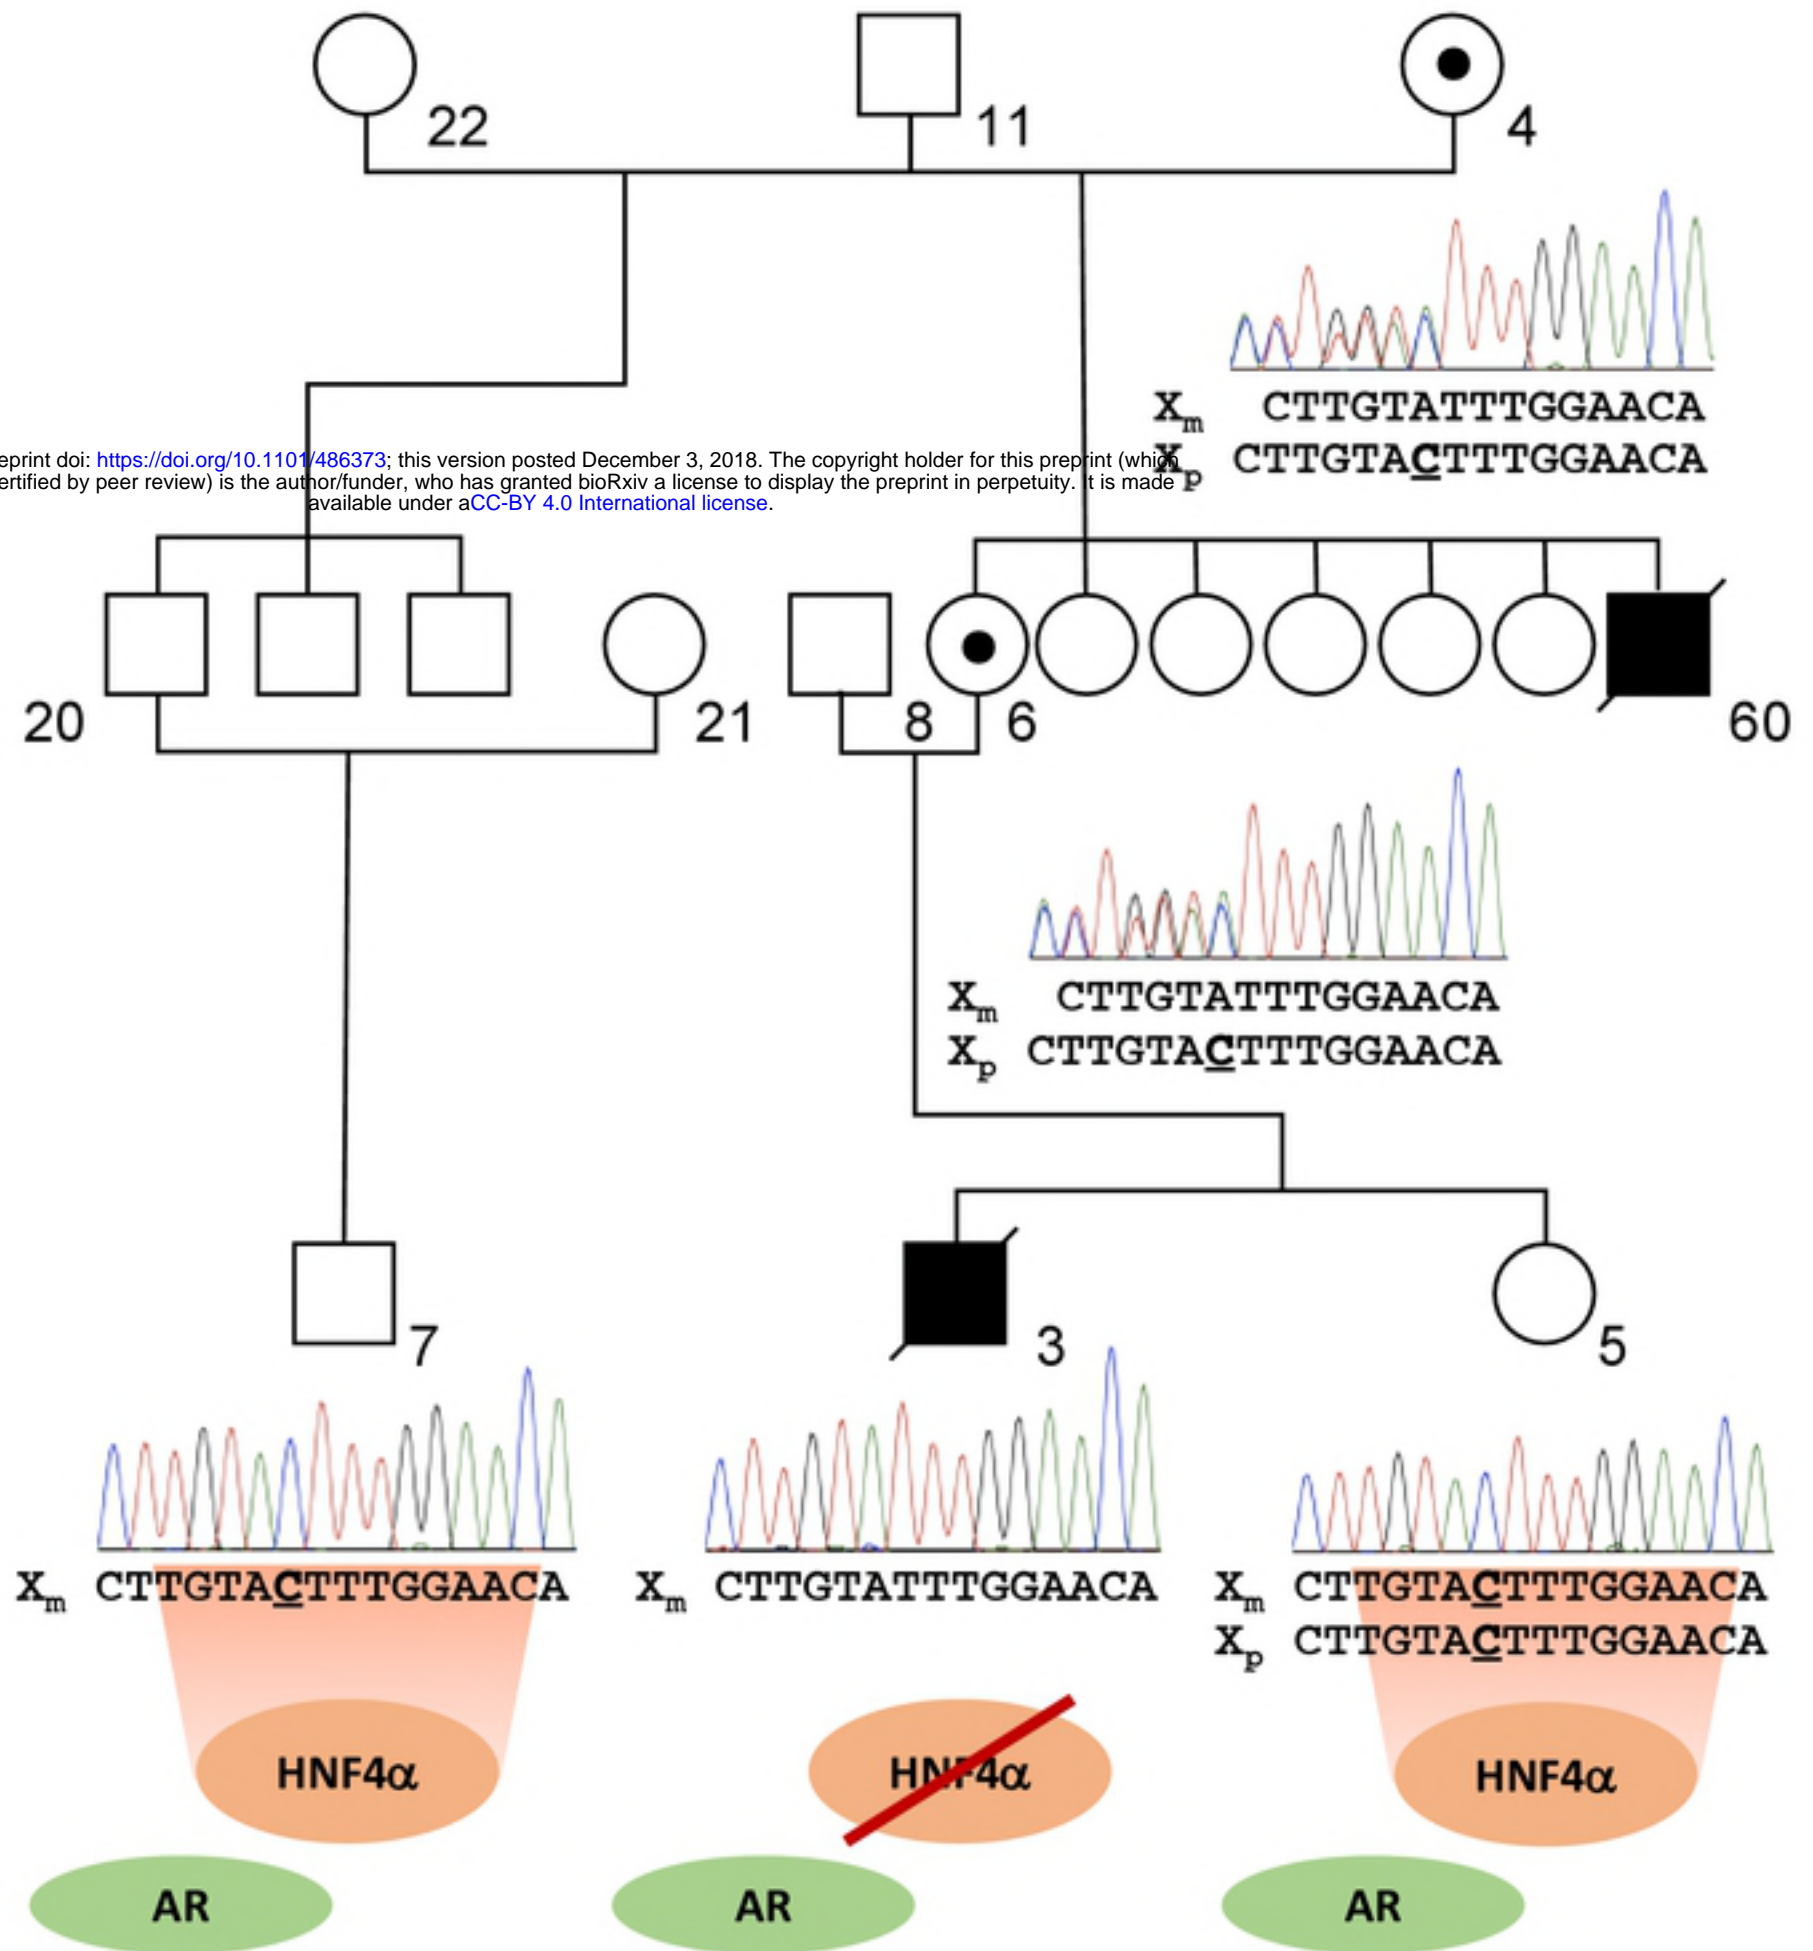 22
11
4
Xm CTTGTATTTGGAACA
Xp CTTGTACTTTGGAACA
eprint doi: https://doi.org/10.1101/486373; this version posted December 3, 2018. The copyright holder for this preprint (which
ertified by peer review) is the author/funder, who has granted bioRxiv a license to display the preprint in perpetuity. It is made
available under aCC-BY 4.0 International license.
20
21
8
6
60
Xm CTTGTATTTGGAACA
Xp CTTGTACTTTGGAACA
7
3
5
Xm CTTGTACTTTGGAACA
Xm CTTGTATTTGGAACA
Xm CTTGTACTTTGGAACA
Xp CTTGTACTTTGGAACA
HNF4α
HNF4α
HNF4α
AR
AR
AR